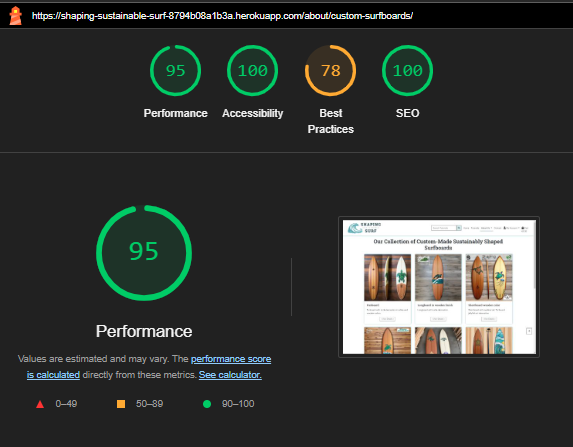 https://shaping-sustainable-surf-8794b08a1b3a.herokuapp.com/about/custom-surfboards/
95 100 78 100
Performance Accessibility Best Practices SEO
95
Performance
Values are estimated and may vary. The performance score
is calculated directly from these metrics. See calculator.
0–49 50–89 90–100
SHAPING
SURF
Our Collection of Custom-Made Sustainably Shaped
Surfboards